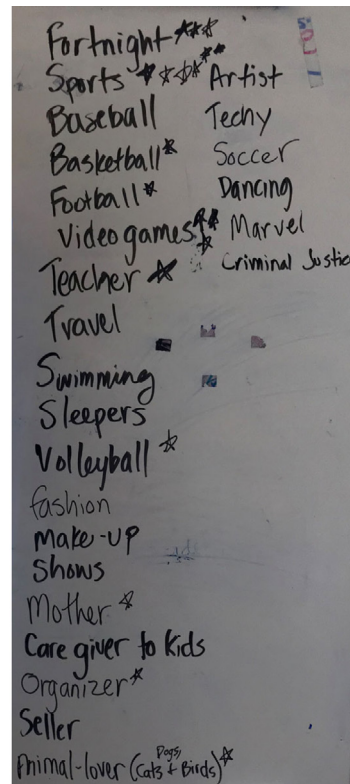 Fortnight
Sports
Baseball
Basketball
Football
Videogames
Teacher
Travel
Swimming
Sleepers
Volleyball
fashion
Make-up
Shows
Mother
Care giver to kids
Organizer
Seller
Animal-lover (Dogs, Cats + Birds)
Artist
Techy
Soccer
Dancing
Marvel
Criminal Justice